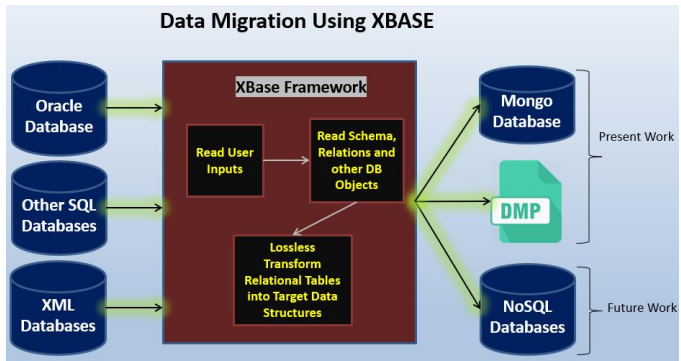 Data Migration Using XBASE
Oracle
Database
Other SQL
Databases
XML
Databases
XBase Framework
Read User
Inputs
Read Schema,
Relations and
other DB
Objects
Lossless
Transform
Relational Tables
into Target Data
Structures
Mongo
Database
DMP
NoSQL
Databases
Present Work
Future Work